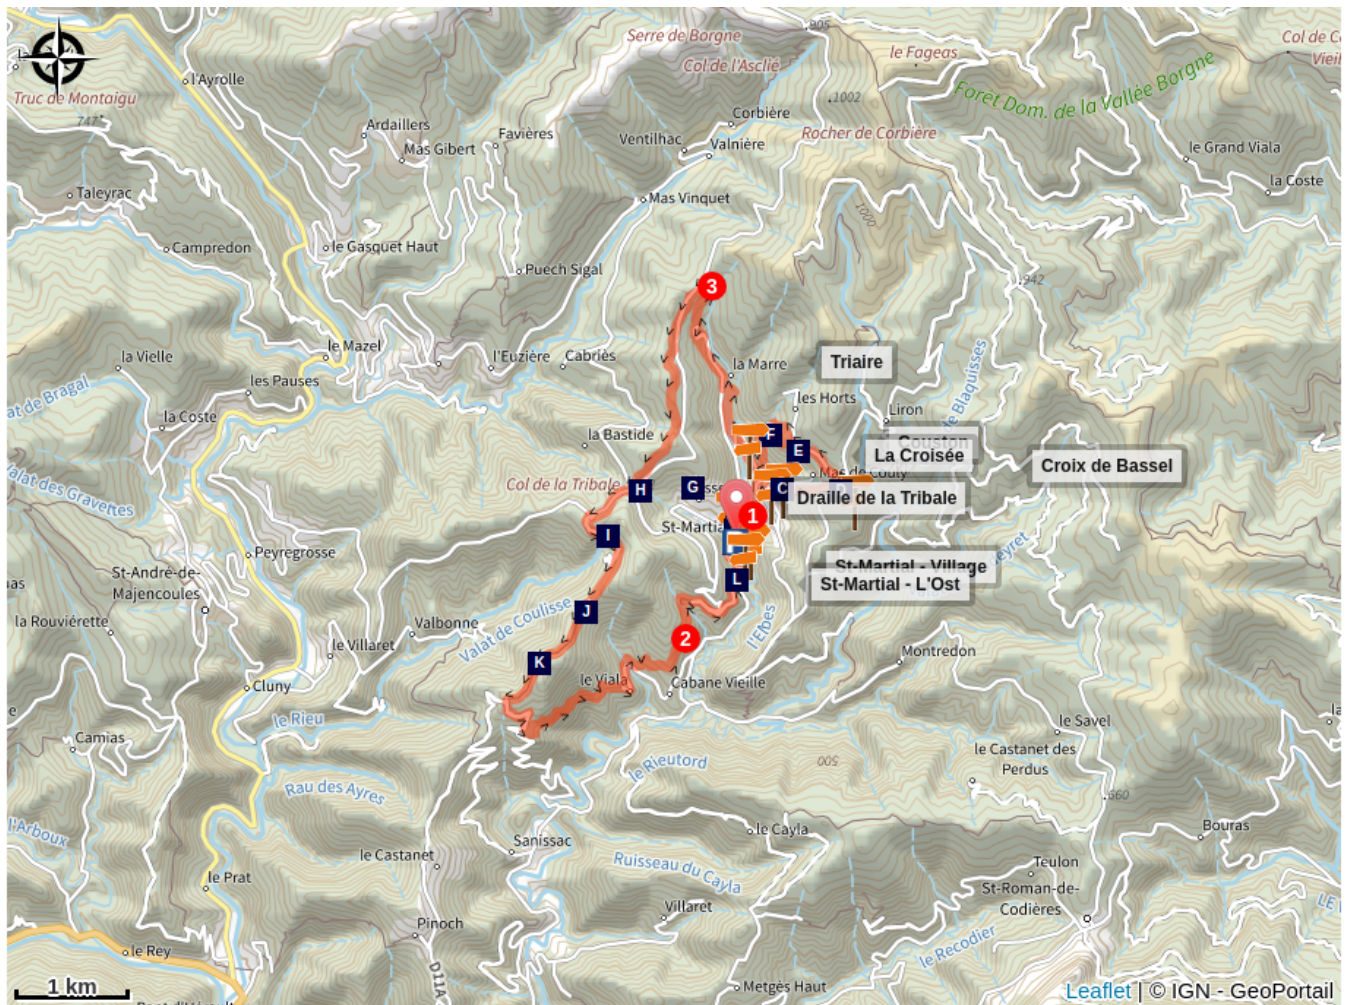 905
Serre de Borgne
le Fageas
Col de l'Asclié
l'Ayrolle
Truc de Montaigu
747
1002
Forêt Dom. de la Vallée Borgne
Corbière
Ardaillers
Favières
Ventilhac
Rocher de Corbière
Mas Gibert
Valnière
le Grand Viala
la Coste
Taleyrac
Mas Vinquet
1000
Campredon
le Gasquet Haut
Puech Sigal
942
3
le Mazel
la Vielle
l'Euzière
Cabriès
la Marre
Triaire
les Pauses
les Horts
Liron
la Coste
la Bastide
F
Couston
E
La Croisée
Croix de Bassel
Mas de Couly
Col de la Tribale
H
G
C
Draille de la Tribale
1
St-Martial
I
Peyregrosse
St-Martial - Village
St-André-de-
Majencoules
L
St-Martial - L'Ost
J
Valat de Coulisse
la Rouviérette
Valbonne
l'Elbes
2
le Villaret
Montredon
K
le Viala
Cabane Vieille
Cluny
le Rieu
le Savel
Camias
le Castanet des
Perdus
500
le Rieutord
Rau des Ayres
660
l'Arboux
Bouras
le Cayla
Sanissac
le Castanet
Ruisseau du Cayla
Teulon
le Prat
St-Roman-de-
Codières
Villaret
Pinoch
le Recodier
le Rey
D11A
Metgès Haut
1 km
Leaflet | © IGN - GeoPortail